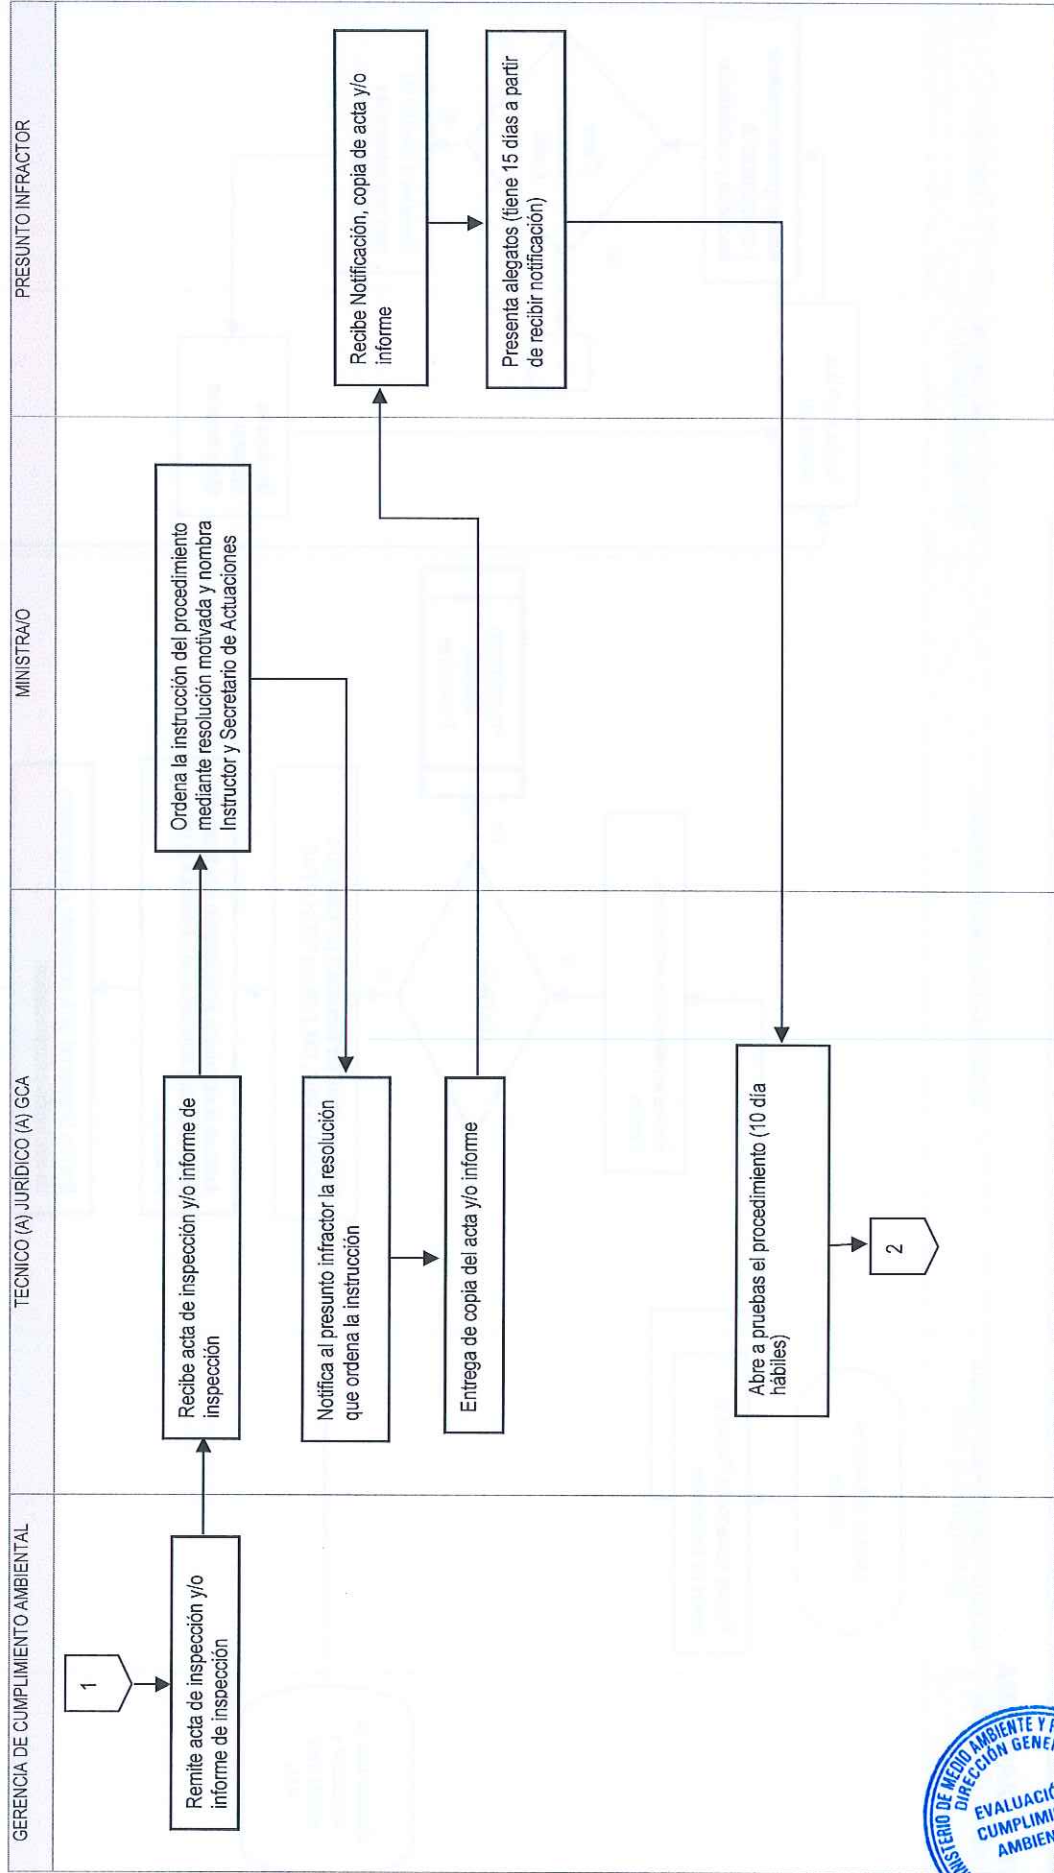 GERENCIA DE CUMPLIMIENTO AMBIENTAL
TECNICO (A) JURÍDICO (A) GCA
MINISTRA/O
PRESUNTO INFRACTOR
1
Remite acta de inspección y/o
informe de inspección
Recibe acta de inspección y/o informe de
inspección
Ordena la instrucción del procedimiento
mediante resolución motivada y nombra
Instructor y Secretario de Actuaciones
Notifica al presunto infractor la resolución
que ordena la instrucción
Entrega de copia del acta y/o informe
Recibe Notificación, copia de acta y/o
informe
Presenta alegatos (tiene 15 días a partir
de recibir notificación)
Abre a pruebas el procedimiento (10 día
hábiles)
2
DE MEDIO AMBIENTE Y
DIRECCIÓN